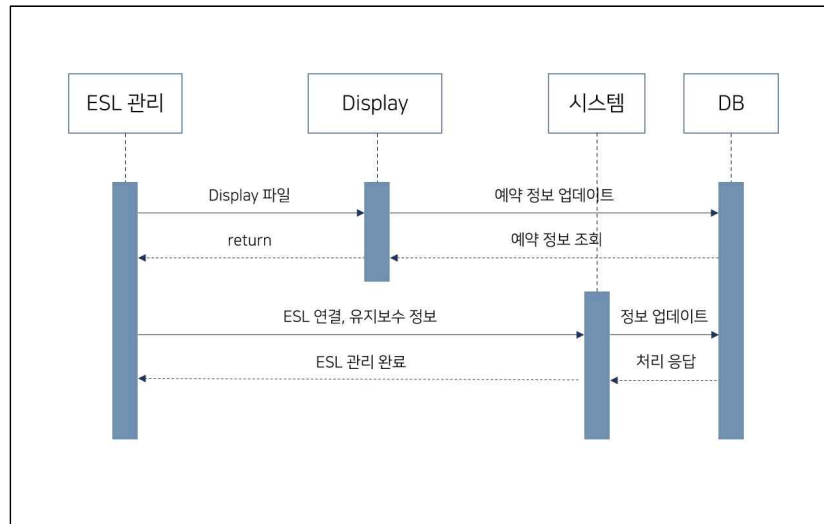 ESL 관리
Display
시스템
DB
Display 파일
예약 정보 업데이트
return
예약 정보 조회
ESL 연결, 유지보수 정보
정보 업데이트
ESL 관리 완료
처리 응답